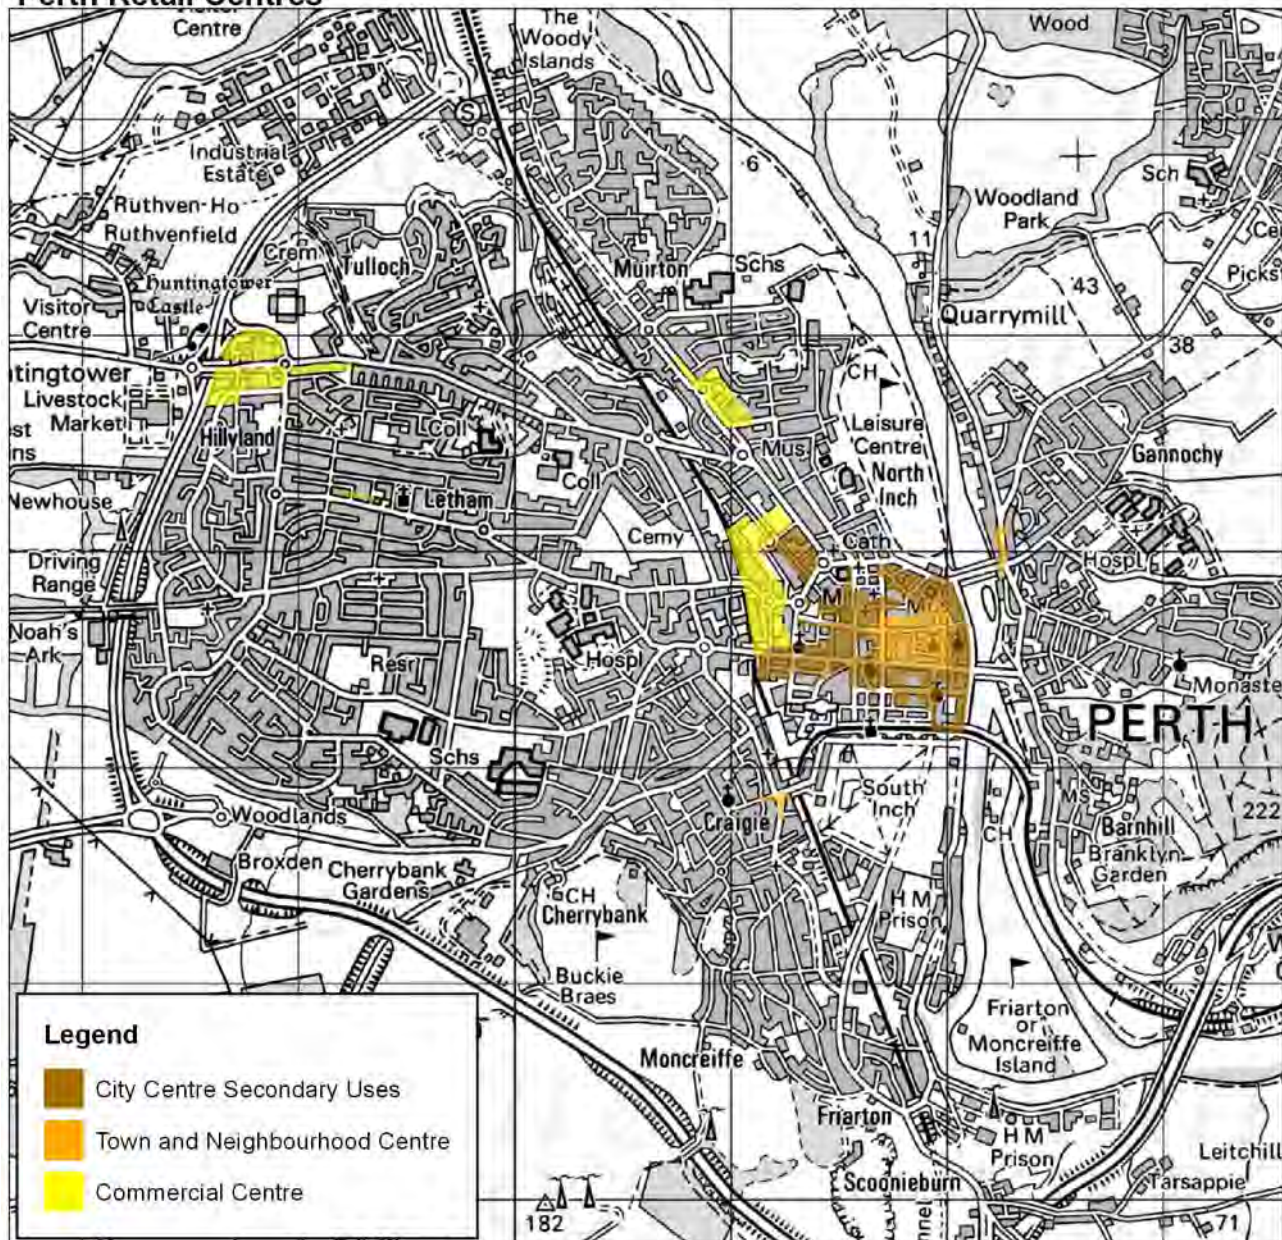 Perth Retail Centres
Centre
The
Woody
Islands
Wood
S
Industrial
Estate
6
Sch
Woodland
Park
Ruthven-Ho
Ruthvenfield
11
Crem
Tulloch
Muirton
Schs
Picks
Huntingtower
Castle
43
Visitor
Centre
Quarrymill
38
ntingtower
Livestock
Market
CH
Leisure
Centre
Hillyland
Coll
Mus
Gannochy
North
Inch
Coll
Newhouse
Letham
Cemy
Cath
Driving
Range
Hospl
M
M
Noah's
Ark
Resr
Hospl
Monaste
PERTH
Schs
South
Inch
Ms
Woodlands
Craigie
CH
Barnhill
222
Broxden
Cherrybank
Gardens
Branklyn
Garden
CH
Cherrybank
H M
Prison
Buckie
Braes
Friarton
or
Moncreiffe
Island
Moncreiffe
Friarton
H M
Prison
Leitchill
Scoonieburn
Tarsappie
182
71
Legend
City Centre Secondary Uses
Town and Neighbourhood Centre
Commercial Centre